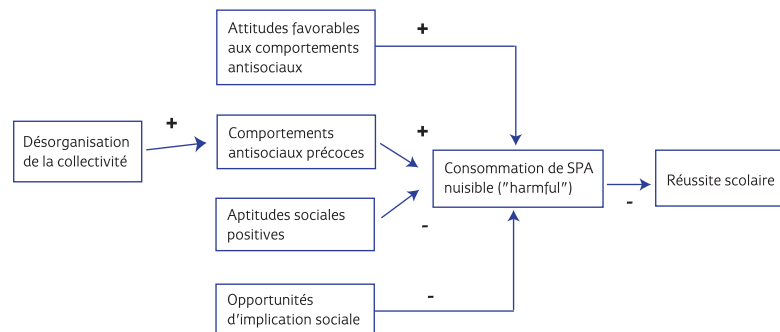 Attitudes favorables
aux comportements
antisociaux
+
Désorganisation
de la collectivité
+
Comportements
antisociaux précoces
+
Aptitudes sociales
positives
-
Consommation de SPA
nuisible ("harmful")
-
Réussite scolaire
Opportunités
d'implication sociale
-